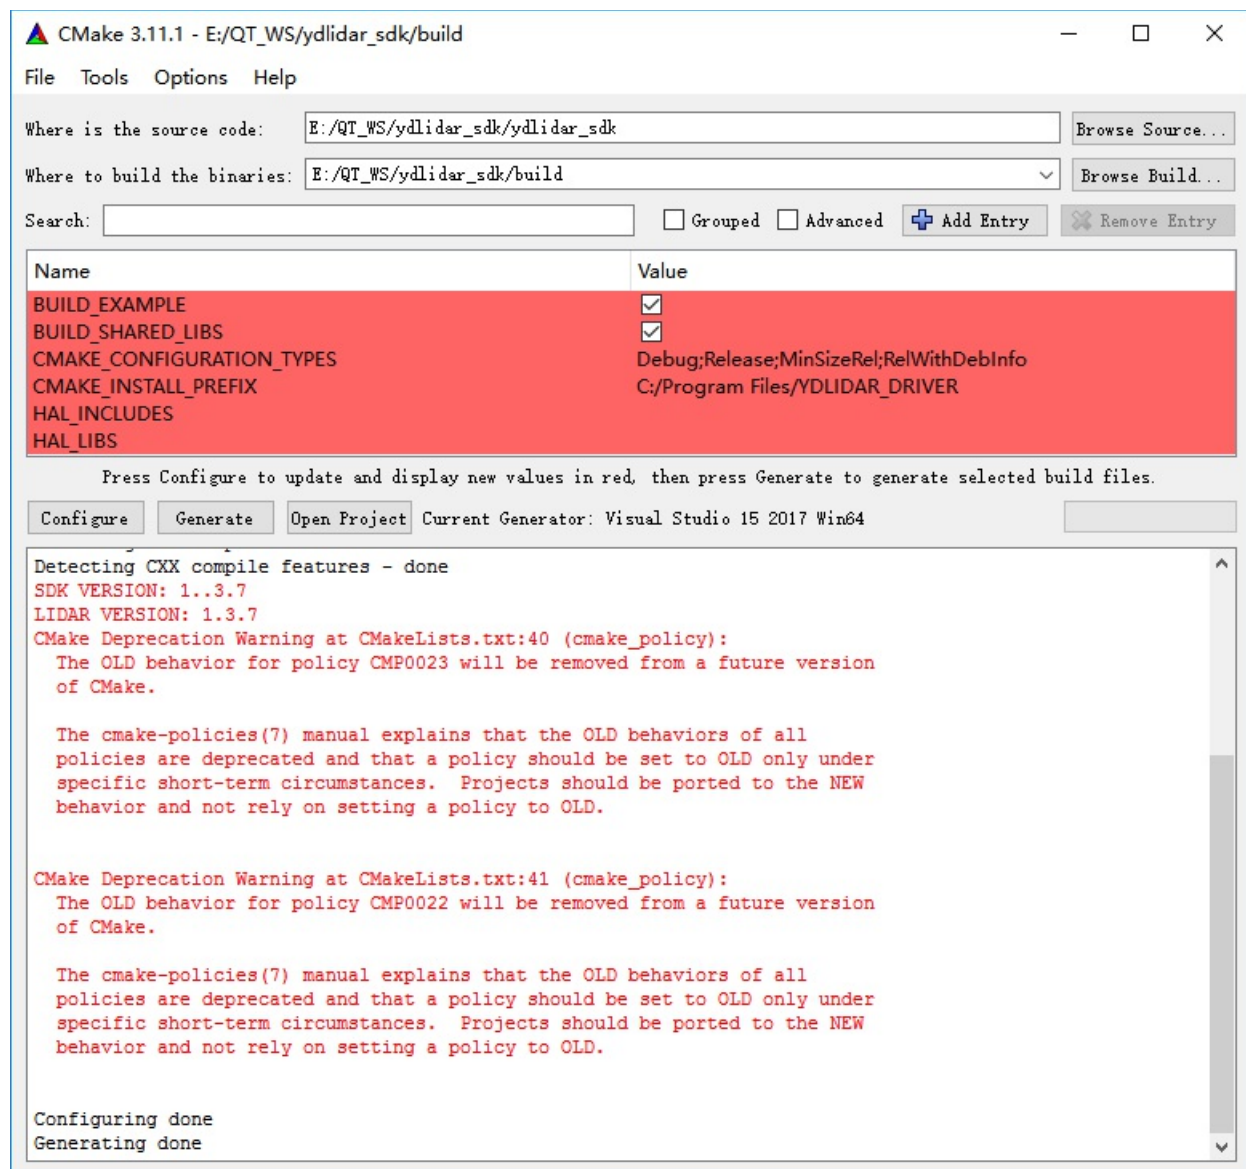 CMake 3.11.1 - E:/QT_WS/ydlidar_sdk/build
File Tools Options Help
Where is the source code: E:/QT_WS/ydlidar_sdk/ydlidar_sdk Browse Source...
Where to build the binaries: E:/QT_WS/ydlidar_sdk/build Browse Build...
Search: Grouped Advanced Add Entry Remove Entry
Name Value
BUILD_EXAMPLE
BUILD_SHARED_LIBS
CMAKE_CONFIGURATION_TYPES Debug;Release;MinSizeRel;RelWithDebInfo
CMAKE_INSTALL_PREFIX C:/Program Files/YDLIDAR_DRIVER
HAL_INCLUDES
HAL_LIBS
Press Configure to update and display new values in red, then press Generate to generate selected build files.
Configure Generate Open Project Current Generator: Visual Studio 15 2017 Win64
Detecting CXX compile features - done
SDK VERSION: 1..3.7
LIDAR VERSION: 1.3.7
CMake Deprecation Warning at CMakeLists.txt:40 (cmake_policy):
The OLD behavior for policy CMP0023 will be removed from a future version
of CMake.
The cmake-policies(7) manual explains that the OLD behaviors of all
policies are deprecated and that a policy should be set to OLD only under
specific short-term circumstances. Projects should be ported to the NEW
behavior and not rely on setting a policy to OLD.
CMake Deprecation Warning at CMakeLists.txt:41 (cmake_policy):
The OLD behavior for policy CMP0022 will be removed from a future version
of CMake.
The cmake-policies(7) manual explains that the OLD behaviors of all
policies are deprecated and that a policy should be set to OLD only under
specific short-term circumstances. Projects should be ported to the NEW
behavior and not rely on setting a policy to OLD.
Configuring done
Generating done